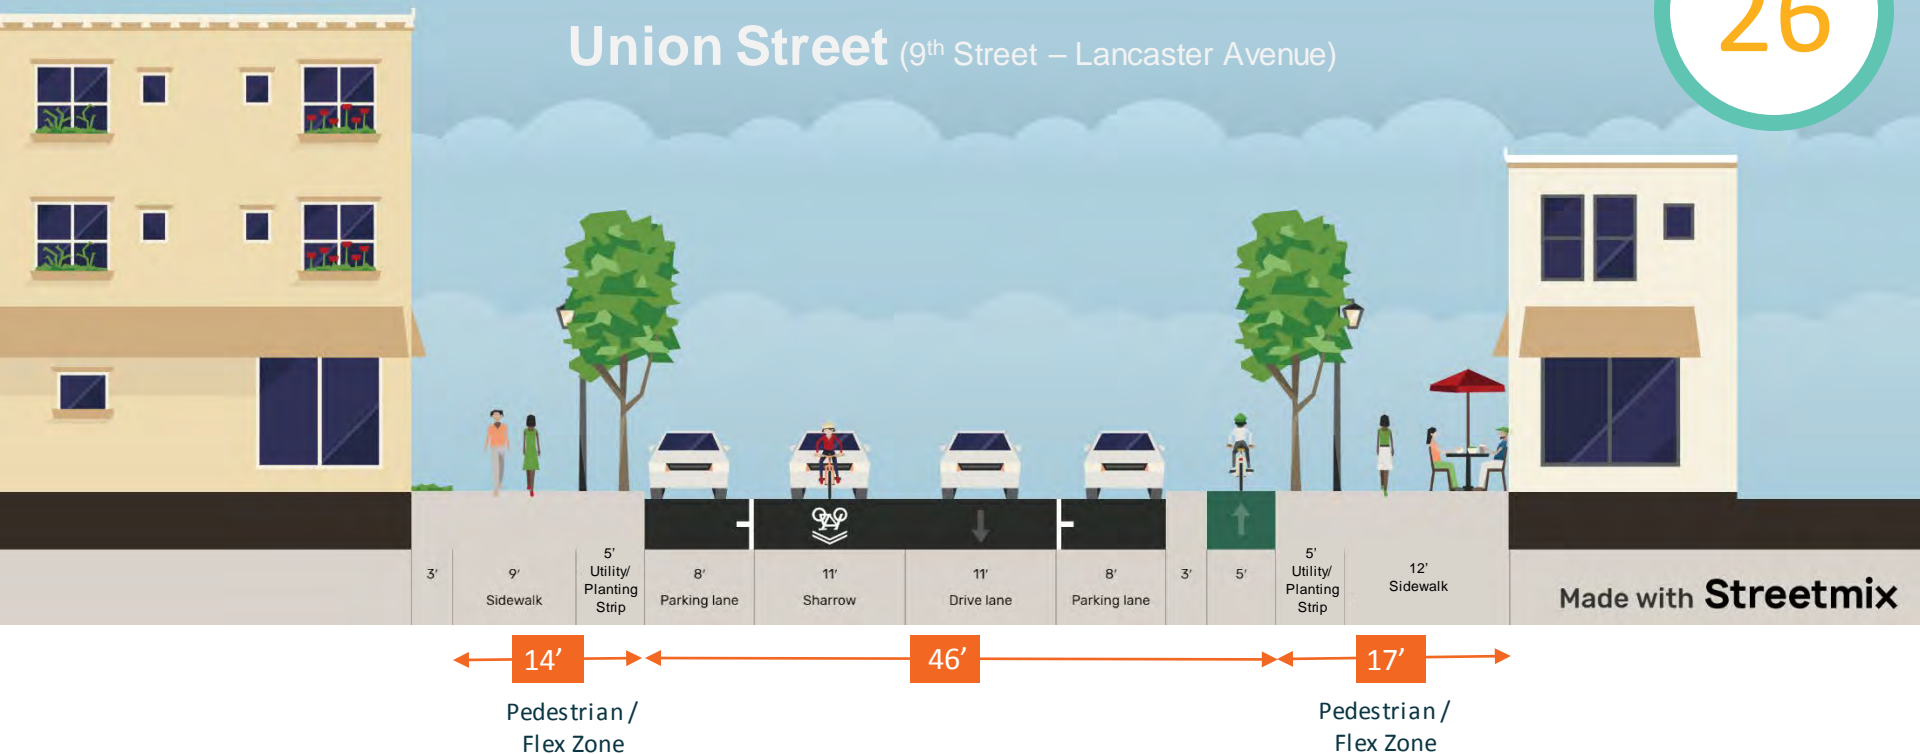 26
Union Street (9th Street – Lancaster Avenue)
3'
9'
Sidewalk
5'
Utility/
Planting
Strip
8'
Parking lane
11'
Sharrow
11'
Drive lane
8'
Parking lane
3'
5'
5'
Utility/
Planting
Strip
12'
Sidewalk
Made with Streetmix
14'
46'
17'
Pedestrian /
Flex Zone
Pedestrian /
Flex Zone